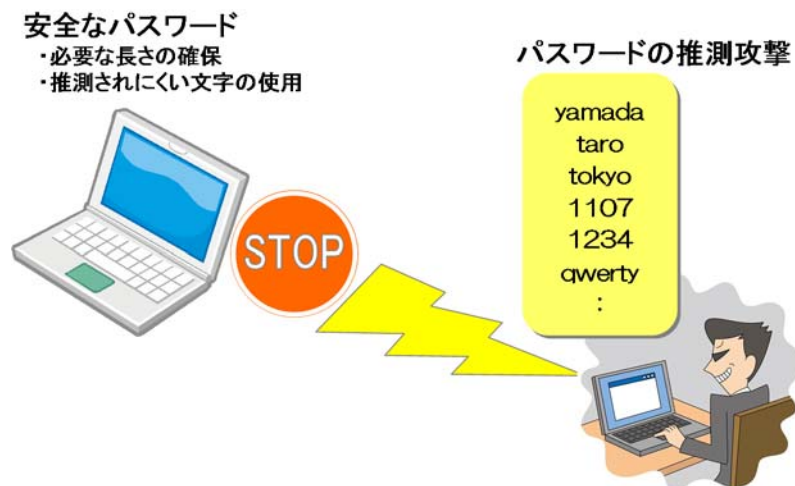 安全なパスワード
・必要な長さの確保
・推測されにくい文字の使用
STOP
パスワードの推測攻撃
yamada
taro
tokyo
1107
1234
qwerty
：